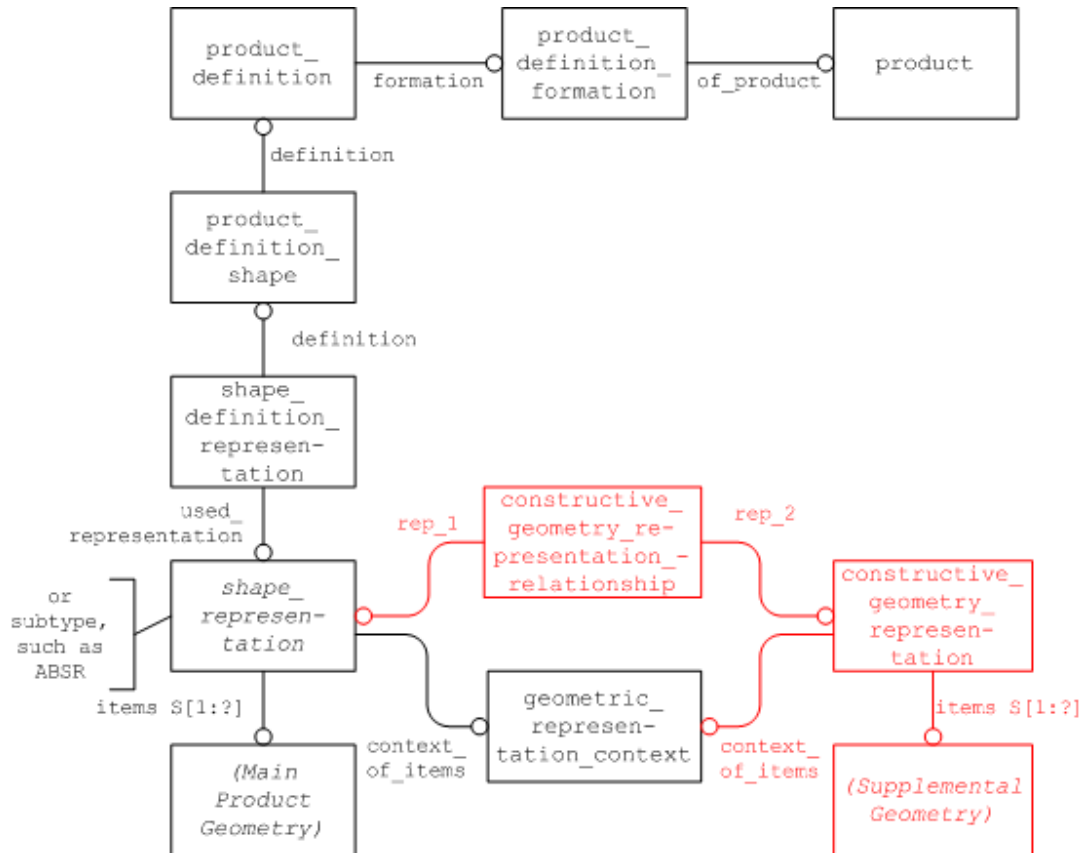 product_
definition
formation
product_
definition_
formation
of_product
product
definition
product_
definition_
shape
definition
shape_
definition_
represen-
tation
used_
representation
rep_1
constructive_
geometry_re-
presentation_-
relationship
rep_2
or
subtype,
such as
ABSR
shape_
represen-
tation
constructive_
geometry_
represen-
tation
items S[1:?]
context_
of_items
geometric_
represen-
tation_context
context_
of_items
items S[1:?]
(Main
Product
Geometry)
(Supplemental
Geometry)